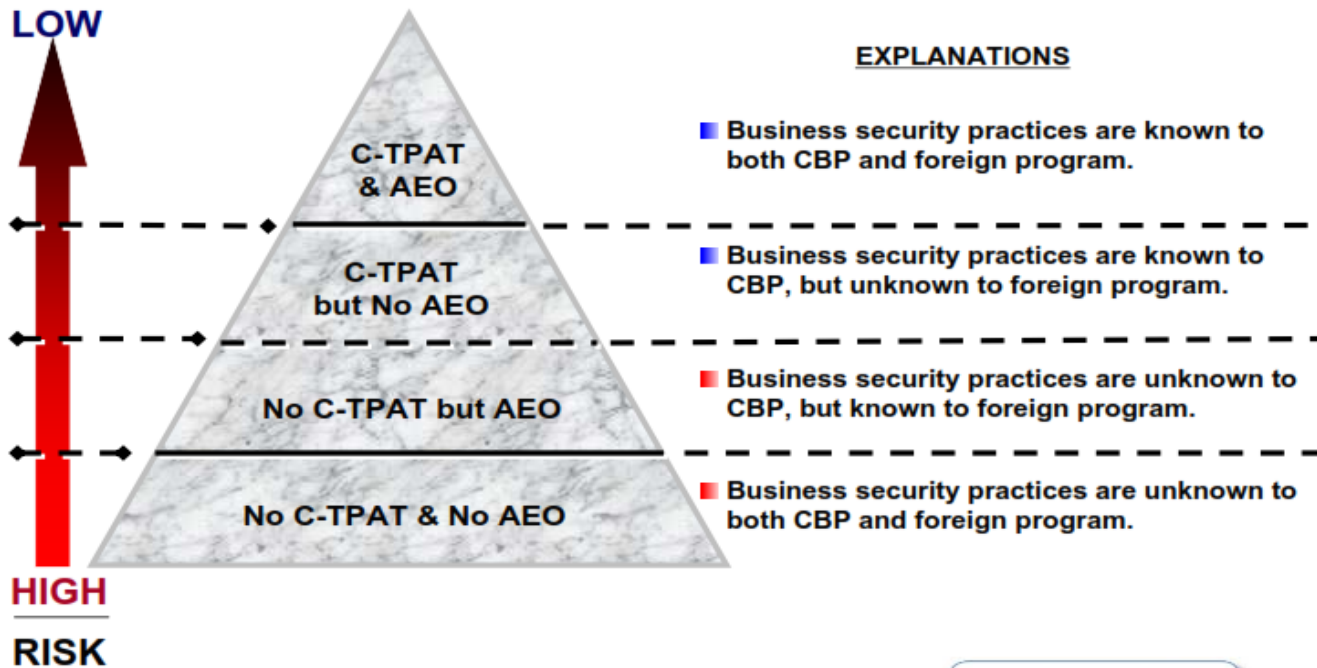 LOW
EXPLANATIONS
C-TPAT
& AEO
Business security practices are known to
both CBP and foreign program.
C-TPAT
but No AEO
Business security practices are known to
CBP, but unknown to foreign program.
No C-TPAT but AEO
Business security practices are unknown to
CBP, but known to foreign program.
No C-TPAT & No AEO
Business security practices are unknown to
both CBP and foreign program.
HIGH
RISK